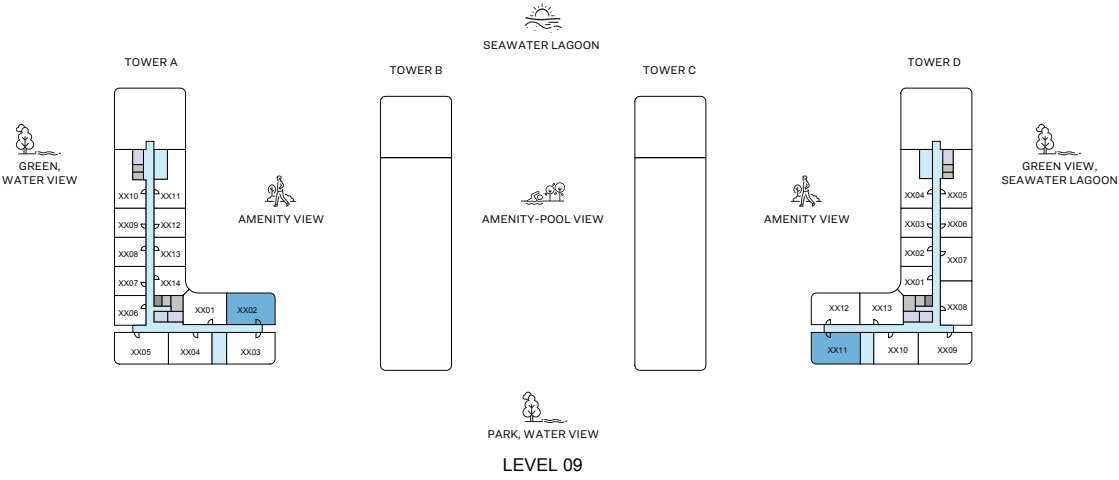 SEAWATER LAGOON
TOWER A
TOWER B
TOWER C
TOWER D
GREEN,
WATER VIEW
GREEN VIEW,
SEAWATER LAGOON
AMENITY VIEW
AMENITY-POOL VIEW
AMENITY VIEW
XX10 XX11
XX09 XX12
XX08 XX13
XX07 XX14
XX06 XX01 XX02
XX05 XX04 XX03
XX04 XX05
XX03 XX06
XX02 XX07
XX01
XX12 XX13 XX08
XX11 XX10 XX09
PARK, WATER VIEW
LEVEL 09